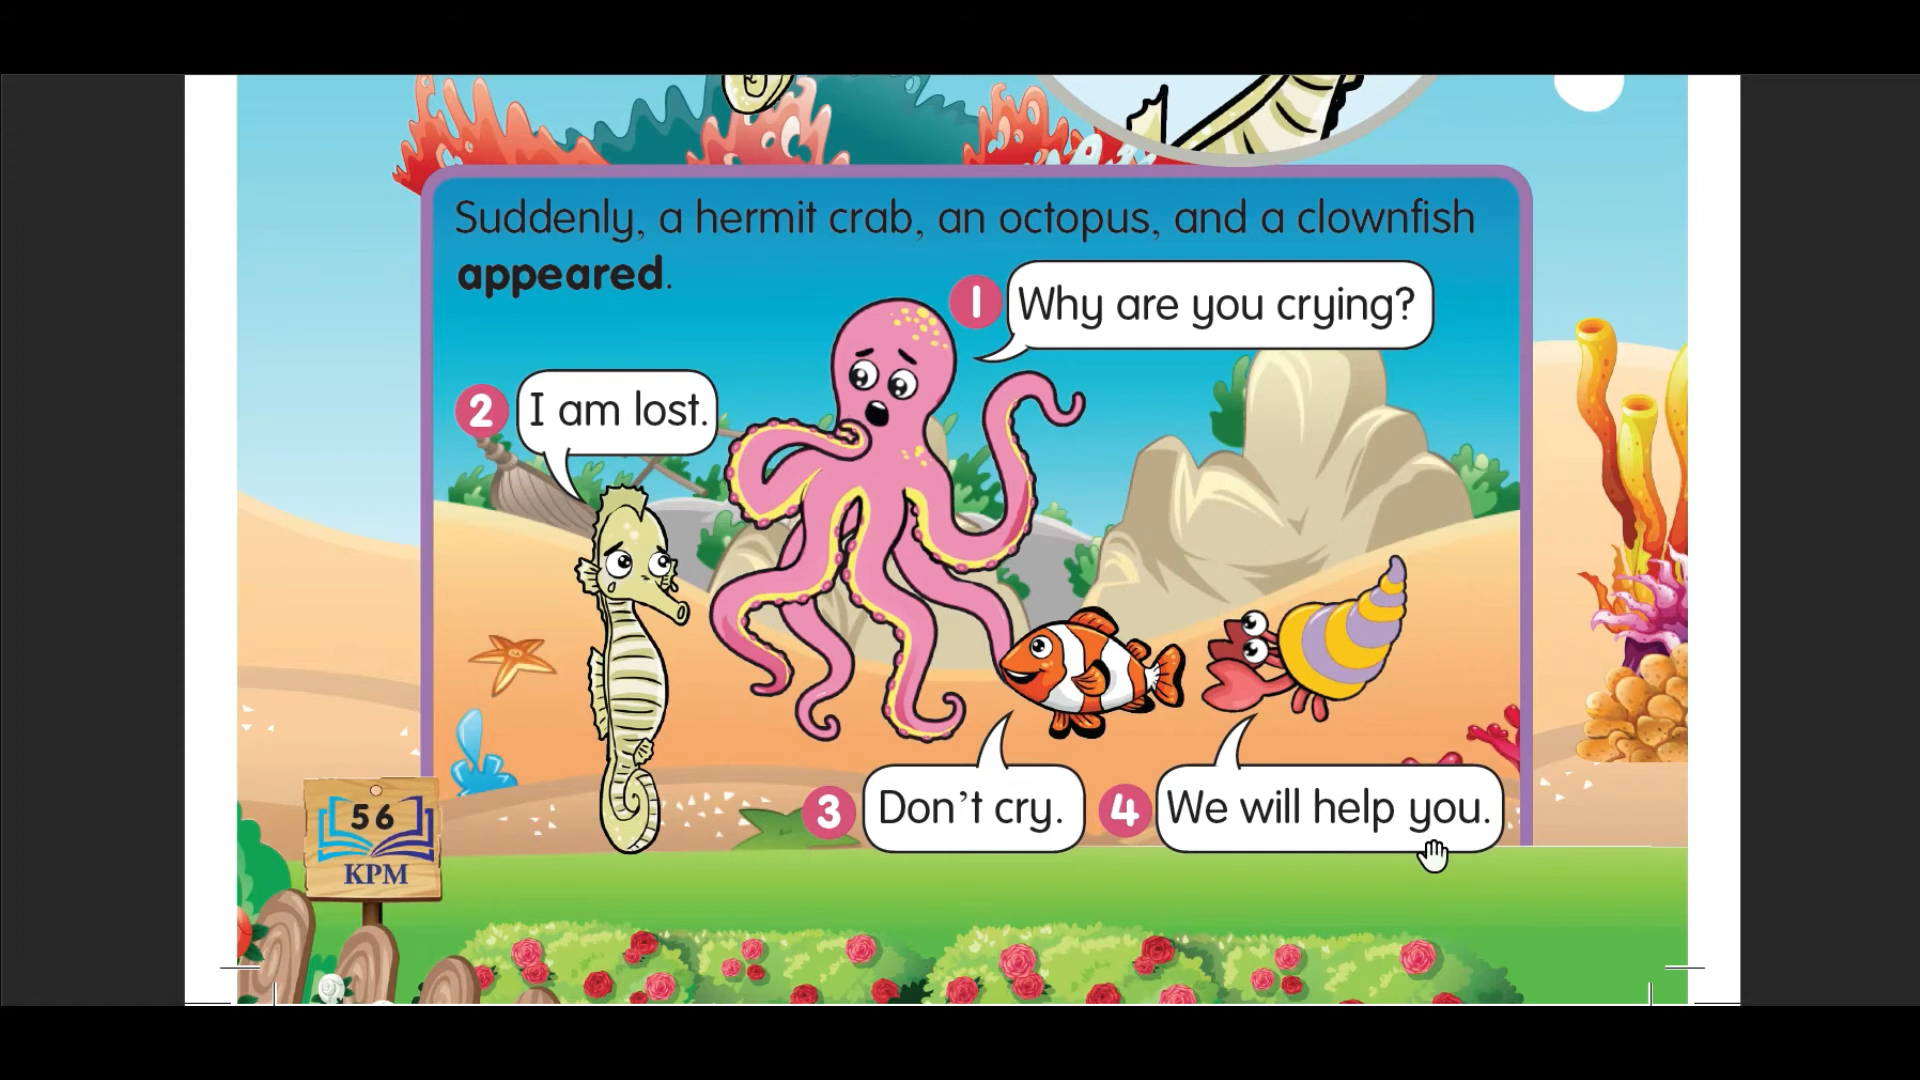 Suddenly, a hermit crab, an octopus, and a clownfish
appeared.
1 Why are you crying?
2 I am lost.
3 Don't cry.
4 We will help you.
56
KPM